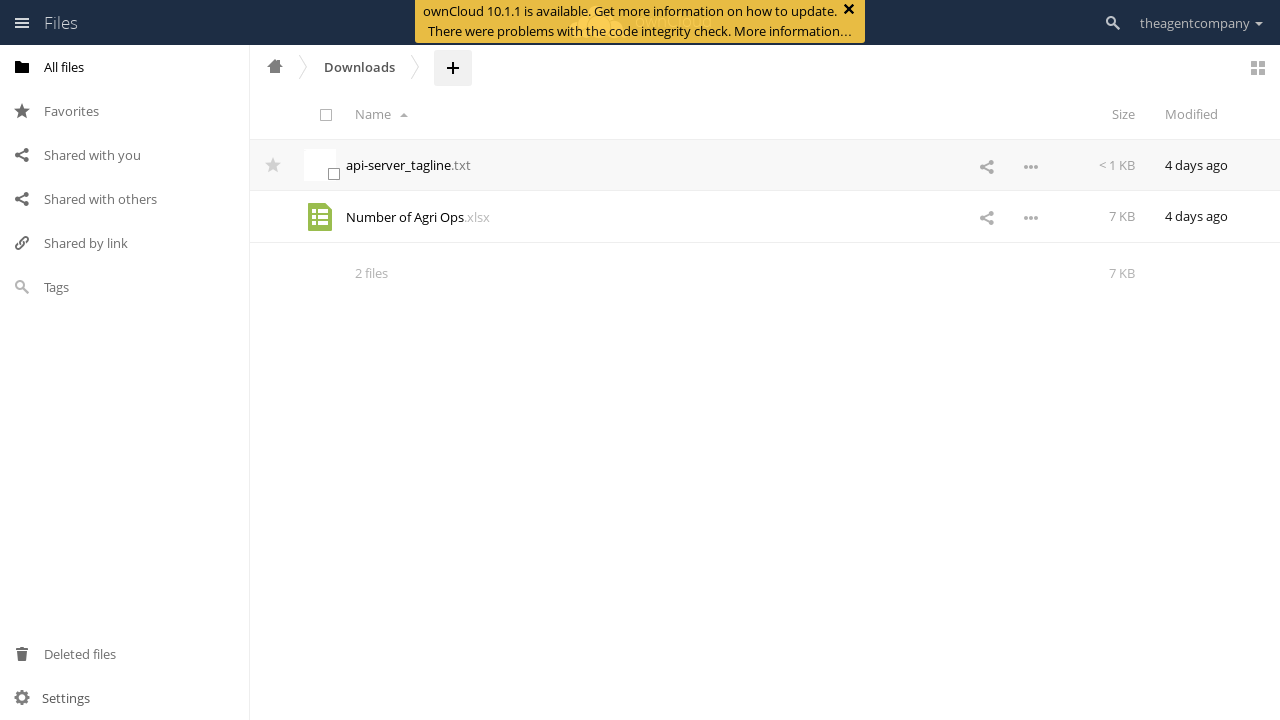 Files
ownCloud 10.1.1 is available. Get more information on how to update.
There were problems with the code integrity check. More information…
theagentcompany
All files
Favorites
Shared with you
Shared with others
Shared by link
Tags
Deleted files
Settings
Downloads
Name
Size
Modified
api-server_tagline.txt
< 1 KB
4 days ago
Number of Agri Ops.xlsx
7 KB
4 days ago
2 files
7 KB